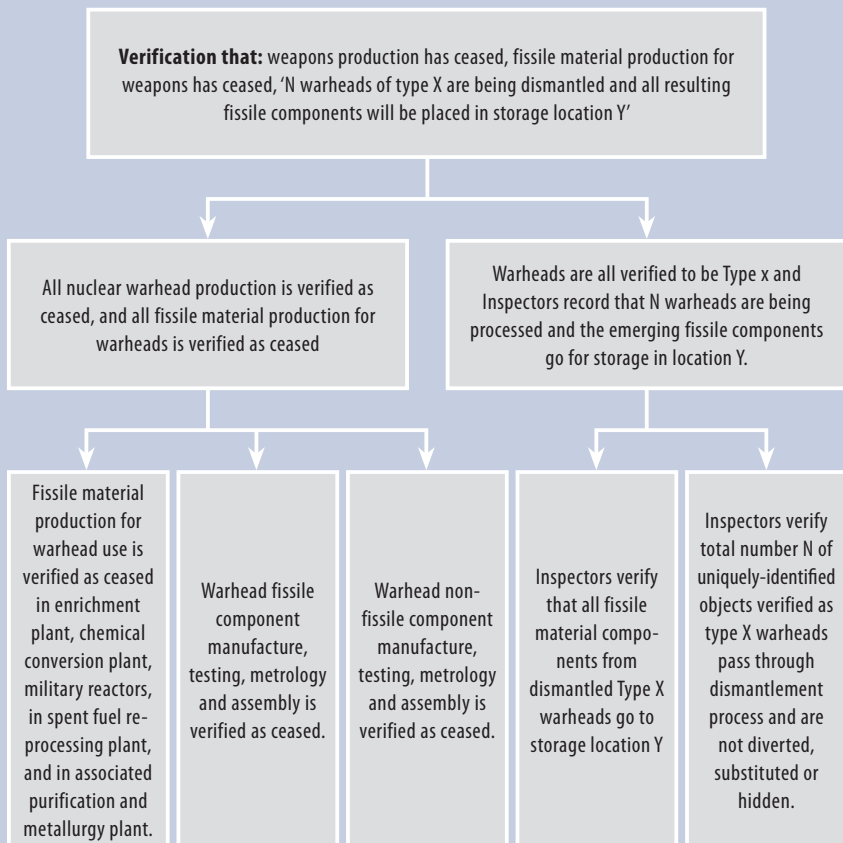 Verification that: weapons production has ceased, fissile material production for
weapons has ceased, ‘N warheads of type X are being dismantled and all resulting
fissile components will be placed in storage location Y’
All nuclear warhead production is verified as
ceased, and all fissile material production for
warheads is verified as ceased
Warheads are all verified to be Type x and
Inspectors record that N warheads are being
processed and the emerging fissile components
go for storage in location Y.
Fissile material
production for
warhead use is
verified as ceased
in enrichment
plant, chemical
conversion plant,
military reactors,
in spent fuel re-
processing plant,
and in associated
purification and
metallurgy plant.
Warhead fissile
component
manufacture,
testing, metrology
and assembly is
verified as ceased.
Warhead non-
fissile component
manufacture,
testing, metrology
and assembly is
verified as ceased.
Inspectors verify
that all fissile
material compo-
nents from
dismantled Type X
warheads go to
storage location Y
Inspectors verify
total number N of
uniquely-identified
objects verified as
type X warheads
pass through
dismantlement
process and are
not diverted,
substituted or
hidden.